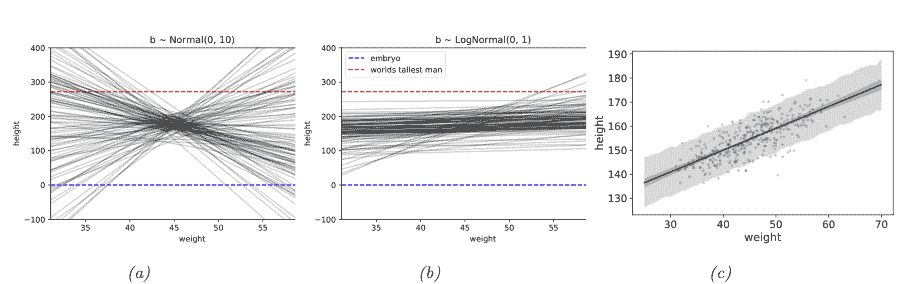 b ~ Normal(0, 10)
400
300
200
100
0
−100
height
35
40
45
50
55
weight
(a)
b ~ LogNormal(0, 1)
embryo
worlds tallest man
400
300
200
100
0
−100
height
35
40
45
50
55
weight
(b)
190
180
170
160
150
140
130
height
30
40
50
60
70
weight
(c)